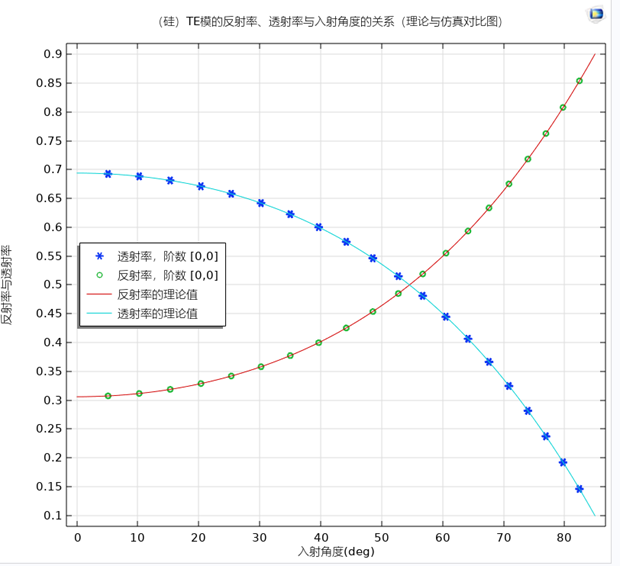 （硅）TE模的反射率、透射率与入射角度的关系（理论与仿真对比图）
0.9
0.85
0.8
0.75
0.7
0.65
0.6
0.55
0.5
0.45
0.4
0.35
0.3
0.25
0.2
0.15
0.1
反射率与透射率
透射率，阶数 [0,0]
反射率，阶数 [0,0]
反射率的理论值
透射率的理论值
0 10 20 30 40 50 60 70 80
入射角度(deg)